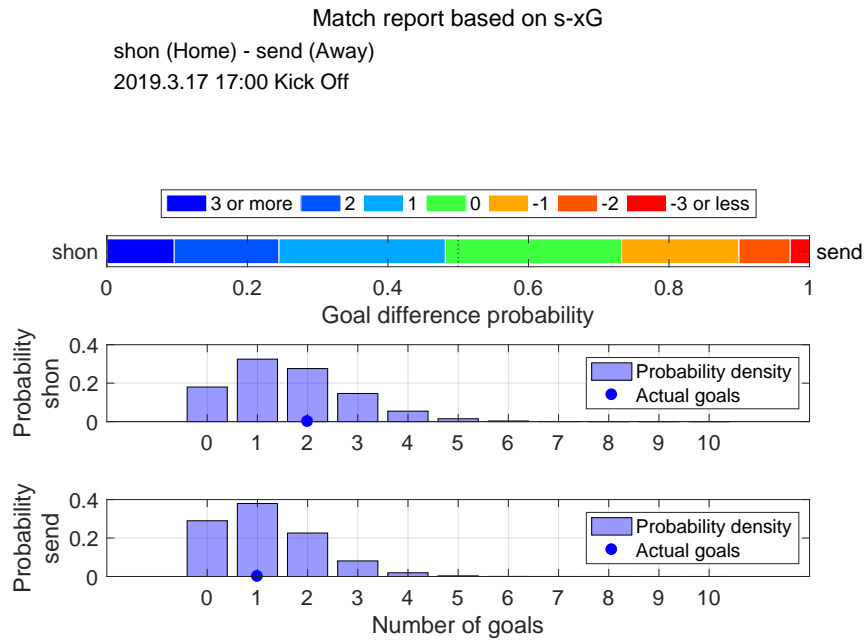 Match report based on s-xG
shon (Home) - send (Away)
2019.3.17 17:00 Kick Off
3 or more 2 1 0 -1 -2 -3 or less
shon send
0 0.2 0.4 0.6 0.8 1
Goal difference probability
Probability
shon
0.4
0.2
0
Probability density
Actual goals
0 1 2 3 4 5 6 7 8 9 10
Probability
send
0.4
0.2
0
Probability density
Actual goals
0 1 2 3 4 5 6 7 8 9 10
Number of goals